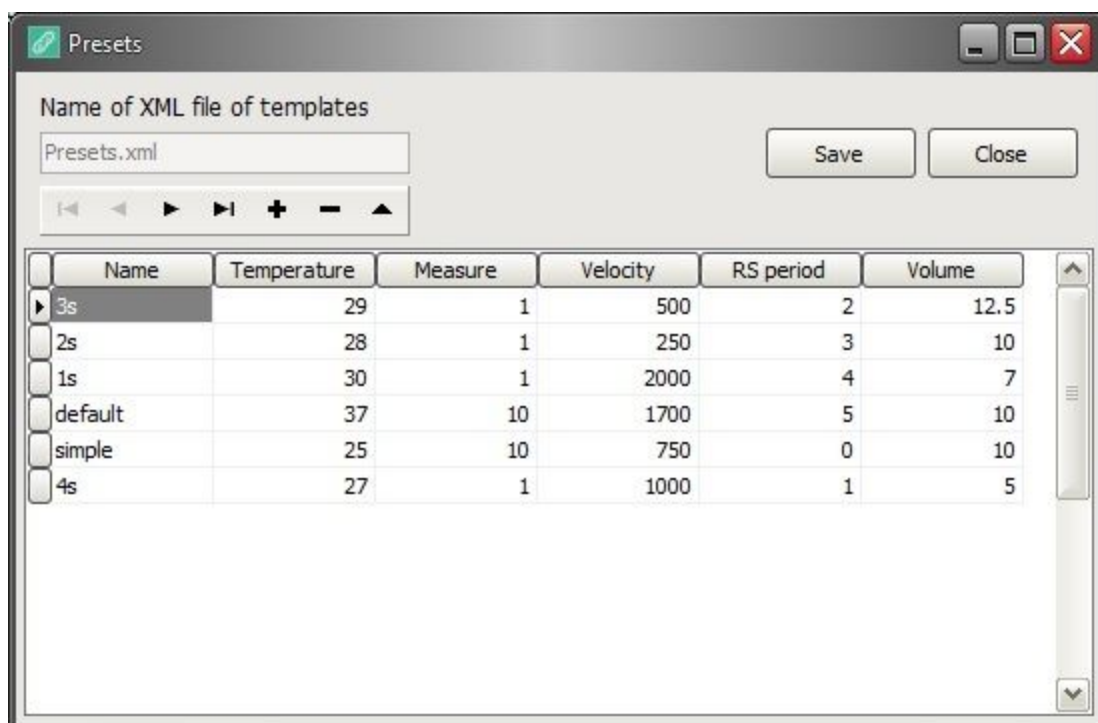 Presets
Name of XML file of templates
Presets.xml
Save Close
Name Temperature Measure Velocity RS period Volume
3s 29 1 500 2 12.5
2s 28 1 250 3 10
1s 30 1 2000 4 7
default 37 10 1700 5 10
simple 25 10 750 0 10
4s 27 1 1000 1 5